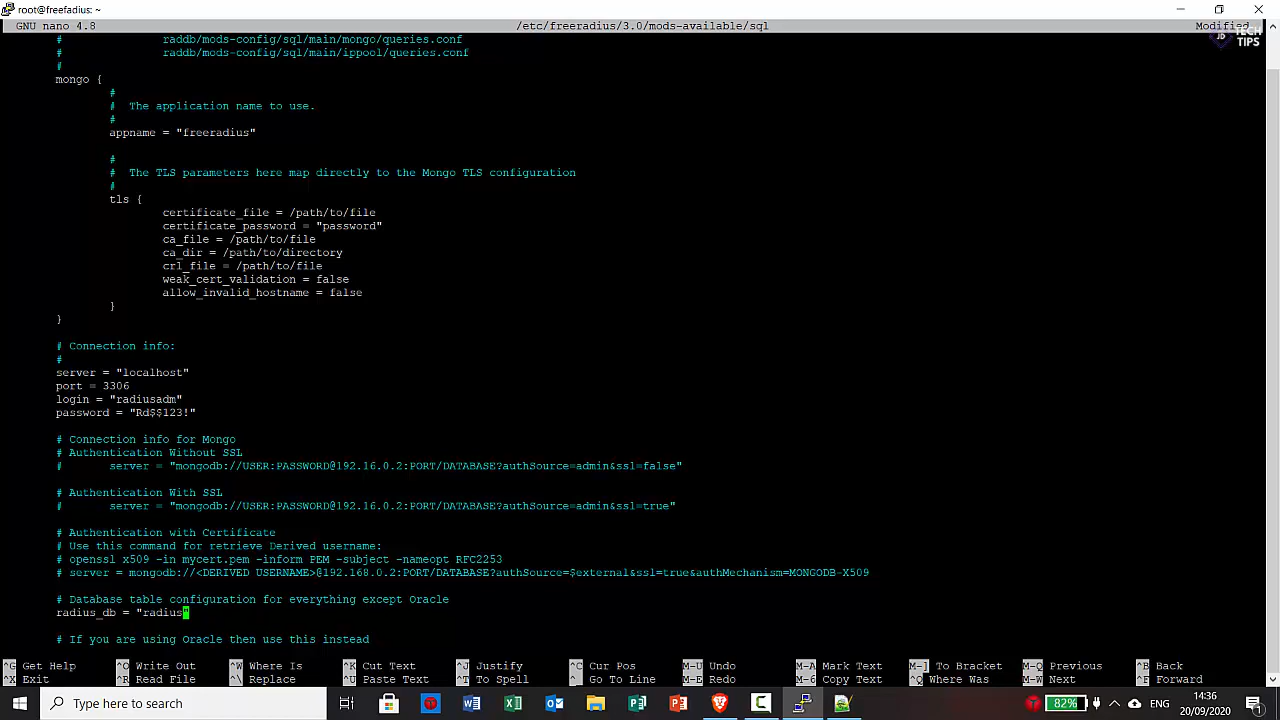 root@freefadius: ~
GNU nano 4.8 /etc/freeradius/3.0/mods-available/sql Modified
JD TECH TIPS
# raddb/mods-config/sql/main/mongo/queries.conf
# raddb/mods-config/sql/main/ippool/queries.conf
#
mongo {
#
# The application name to use.
#
appname = "freeradius"
#
# The TLS parameters here map directly to the Mongo TLS configuration
#
tls {
certificate_file = /path/to/file
certificate_password = "password"
ca_file = /path/to/file
ca_dir = /path/to/directory
crl_file = /path/to/file
weak_cert_validation = false
allow_invalid_hostname = false
}
}
# Connection info:
#
server = "localhost"
port = 3306
login = "radiusadm"
password = "Rd$$123!"
# Connection info for Mongo
# Authentication Without SSL
# server = "mongodb://USER:PASSWORD@192.16.0.2:PORT/DATABASE?authSource=admin&ssl=false"
# Authentication With SSL
# server = "mongodb://USER:PASSWORD@192.16.0.2:PORT/DATABASE?authSource=admin&ssl=true"
# Authentication with Certificate
# Use this command for retrieve Derived username:
# openssl x509 -in mycert.pem -inform PEM -subject -nameopt RFC2253
# server = mongodb://<DERIVED USERNAME>@192.168.0.2:PORT/DATABASE?authSource=$external&ssl=true&authMechanism=MONGODB-X509
# Database table configuration for everything except Oracle
radius_db = "radius"
# If you are using Oracle then use this instead
^G Get Help ^O Write Out ^W Where Is ^K Cut Text ^J Justify ^C Cur Pos M-U Undo M-A Mark Text M-] To Bracket M-Q Previous ^B Back
^X Exit ^R Read File ^\ Replace ^U Paste Text ^T To Spell ^_ Go To Line M-E Redo M-6 Copy Text ^Q Where Was M-W Next ^F Forward
Type here to search
82%
ENG
14:36
20/09/2020